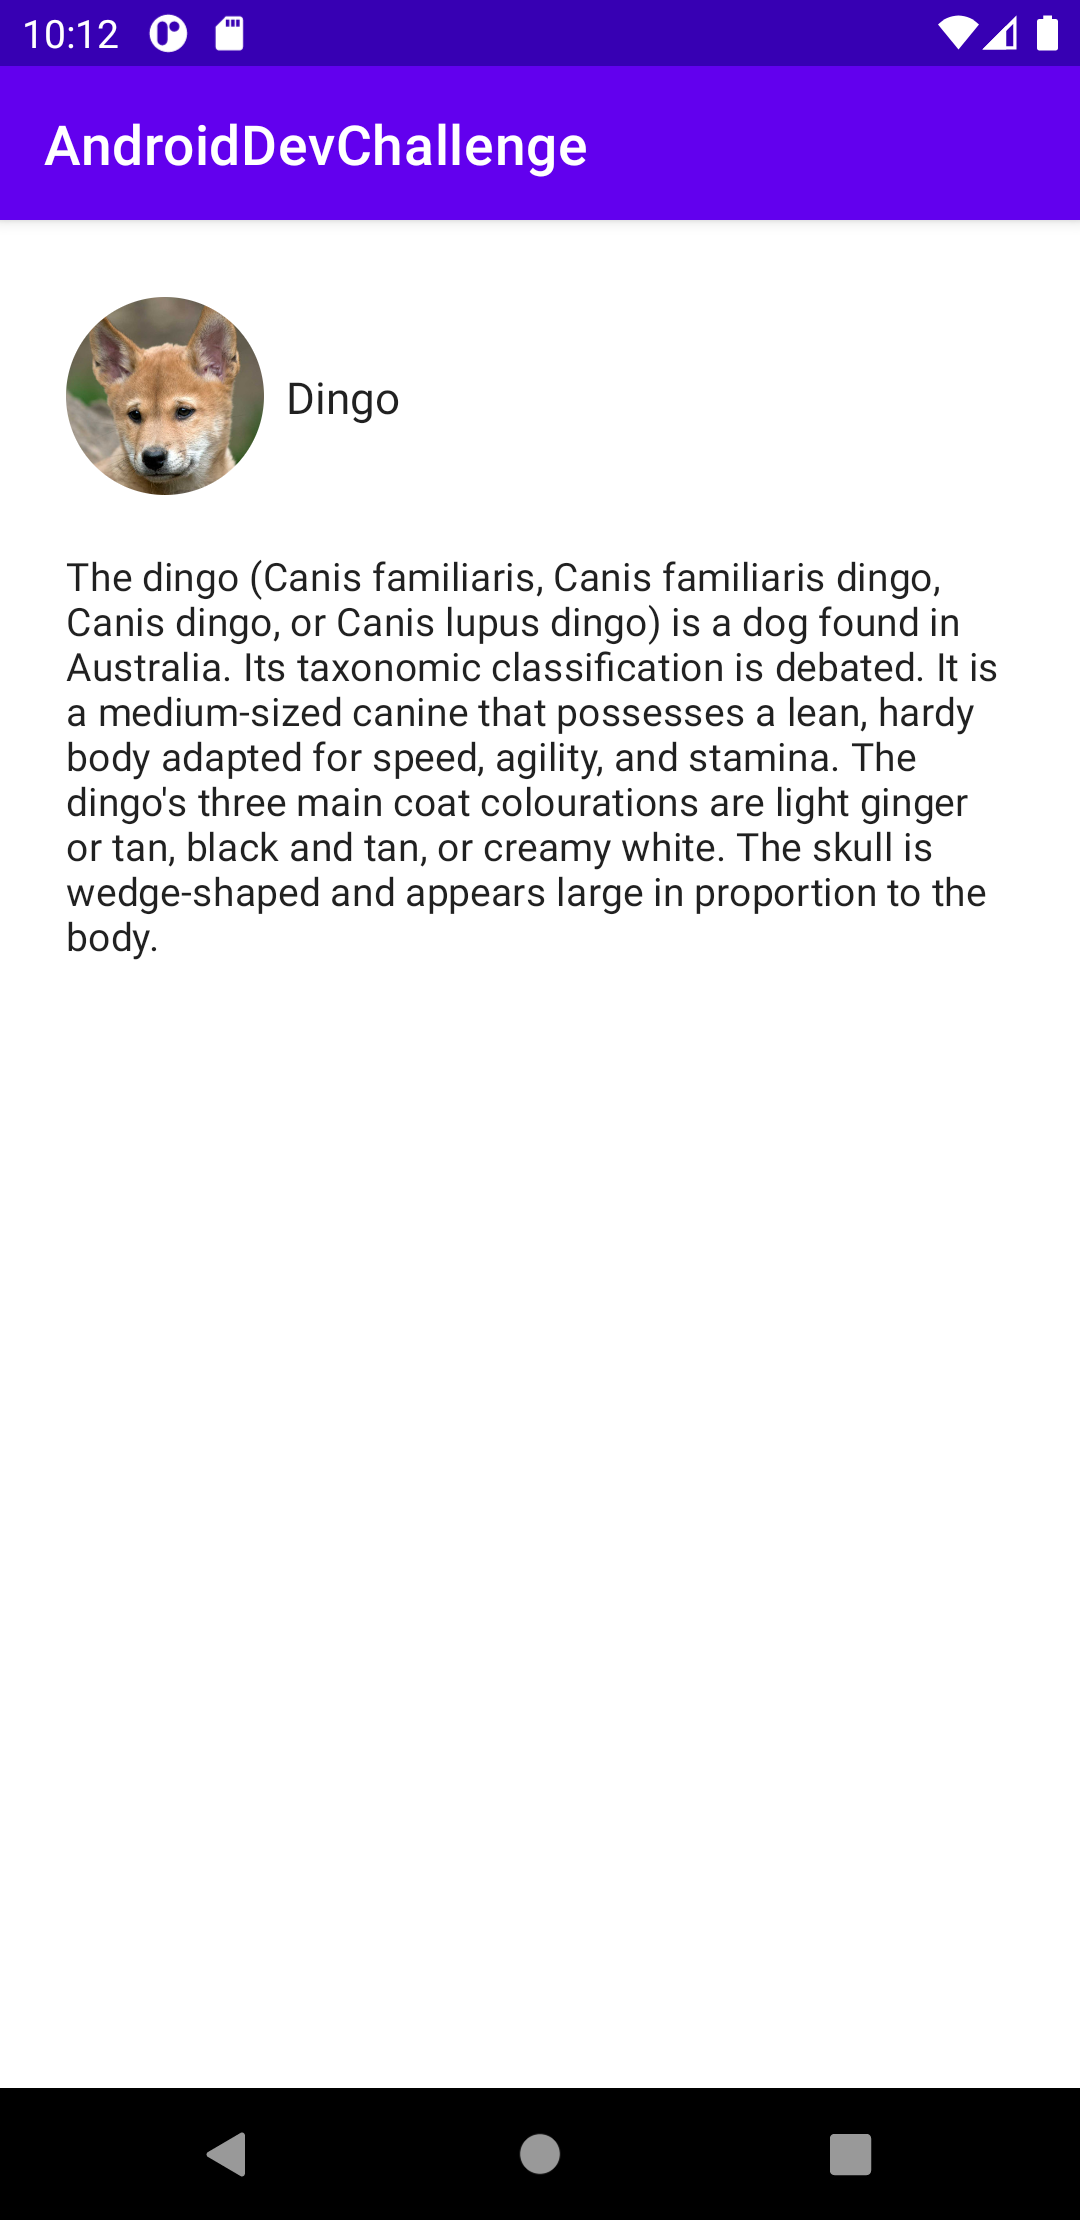 10:12
AndroidDevChallenge
Dingo
The dingo (Canis familiaris, Canis familiaris dingo,
Canis dingo, or Canis lupus dingo) is a dog found in
Australia. Its taxonomic classification is debated. It is
a medium-sized canine that possesses a lean, hardy
body adapted for speed, agility, and stamina. The
dingo's three main coat colourations are light ginger
or tan, black and tan, or creamy white. The skull is
wedge-shaped and appears large in proportion to the
body.